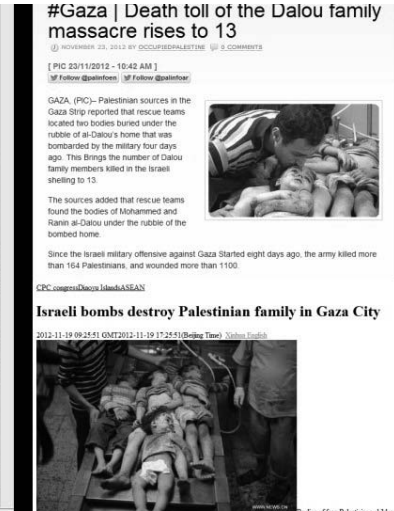 #Gaza | Death toll of the Dalou family
massacre rises to 13
NOVEMBER 23, 2012 BY OCCUPIEDPALESTINE 0 COMMENTS
[ PIC 23/11/2012 - 10:42 AM ]
Follow @palinfoen Follow @palinfoar
GAZA, (PIC)-- Palestinian sources in the
Gaza Strip reported that rescue teams
located two bodies buried under the
rubble of al-Dalou's home that was
bombarded by the military four days
ago. This Brings the number of Dalou
family members killed in the Israeli
shelling to 13.
The sources added that rescue teams
found the bodies of Mohammed and
Ranin al-Dalou under the rubble of the
bombed home.
Since the Israeli military offensive against Gaza Started eight days ago, the army killed more
than 164 Palestinians, and wounded more than 1100.
CPC congressDiaoyu IslandsASEAN
Israeli bombs destroy Palestinian family in Gaza City
2012-11-19 09:25:51 GMT2012-11-19 17:25:51(Beijing Time) Xinhua English
WWW.NEWS.CN